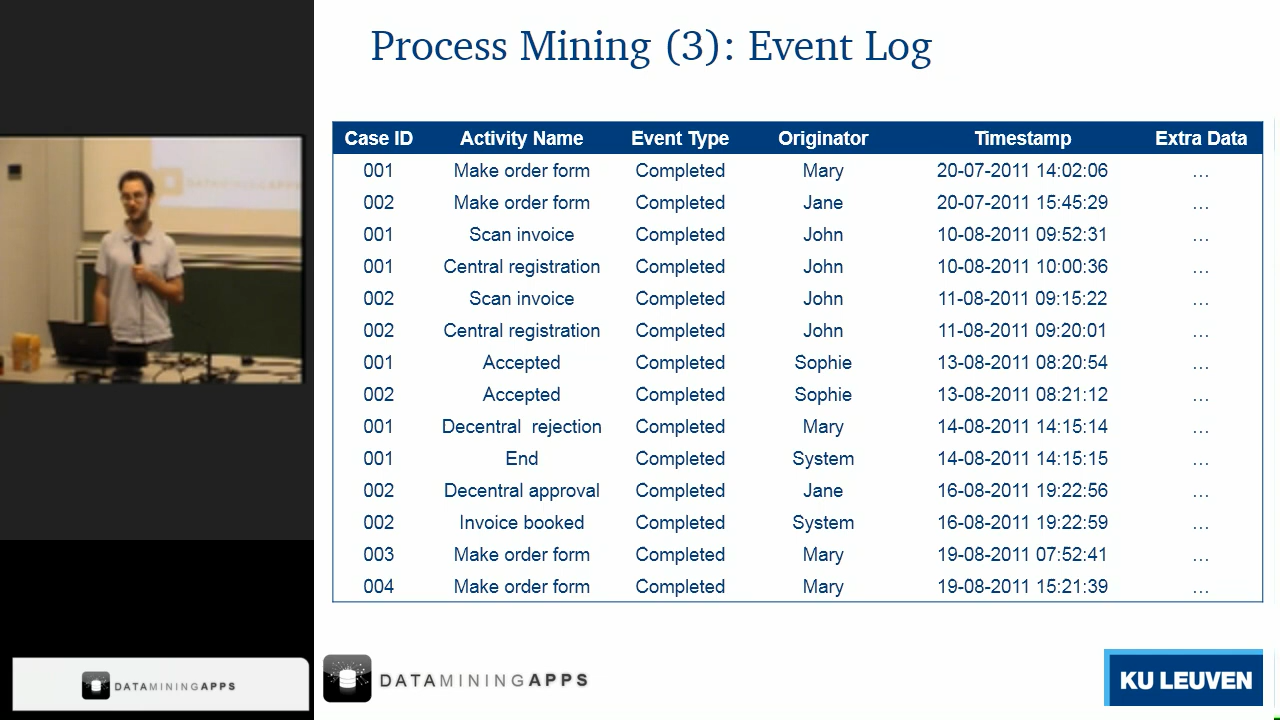 Process Mining (3): Event Log
Case ID Activity Name Event Type Originator Timestamp Extra Data
001 Make order form Completed Mary 20-07-2011 14:02:06 ...
002 Make order form Completed Jane 20-07-2011 15:45:29 ...
001 Scan invoice Completed John 10-08-2011 09:52:31 ...
001 Central registration Completed John 10-08-2011 10:00:36 ...
002 Scan invoice Completed John 11-08-2011 09:15:22 ...
002 Central registration Completed John 11-08-2011 09:20:01 ...
001 Accepted Completed Sophie 13-08-2011 08:20:54 ...
002 Accepted Completed Sophie 13-08-2011 08:21:12 ...
001 Decentral rejection Completed Mary 14-08-2011 14:15:14 ...
001 End Completed System 14-08-2011 14:15:15 ...
002 Decentral approval Completed Jane 16-08-2011 19:22:56 ...
002 Invoice booked Completed System 16-08-2011 19:22:59 ...
003 Make order form Completed Mary 19-08-2011 07:52:41 ...
004 Make order form Completed Mary 19-08-2011 15:21:39 ...
DATAMININGAPPS
DATAMININGAPPS
KU LEUVEN